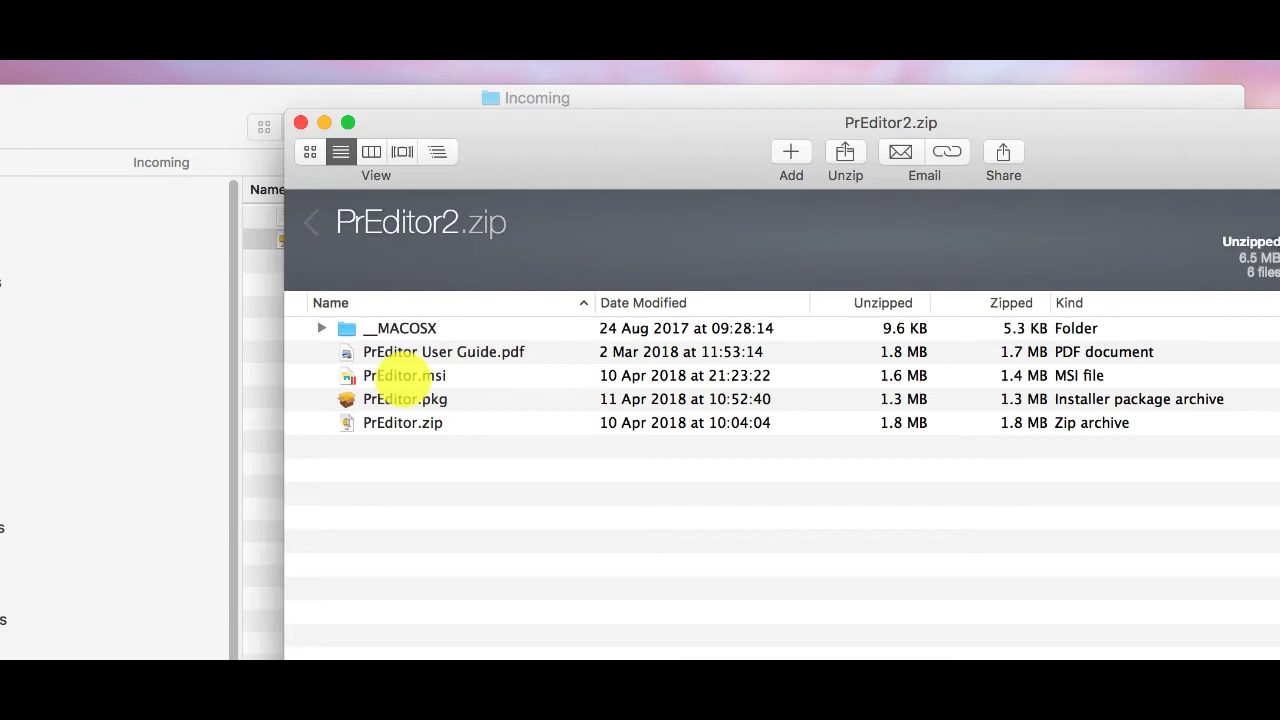 Incoming
PrEditor2.zip
Incoming
View
Add
Unzip
Email
Share
Name
PrEditor2.zip
Unzipped
6.5 MB
6 files
Name Date Modified Unzipped Zipped Kind
__MACOSX 24 Aug 2017 at 09:28:14 9.6 KB 5.3 KB Folder
PrEditor User Guide.pdf 2 Mar 2018 at 11:53:14 1.8 MB 1.7 MB PDF document
PrEditor.msi 10 Apr 2018 at 21:23:22 1.6 MB 1.4 MB MSI file
PrEditor.pkg 11 Apr 2018 at 10:52:40 1.3 MB 1.3 MB Installer package archive
PrEditor.zip 10 Apr 2018 at 10:04:04 1.8 MB 1.8 MB Zip archive
s
s
s